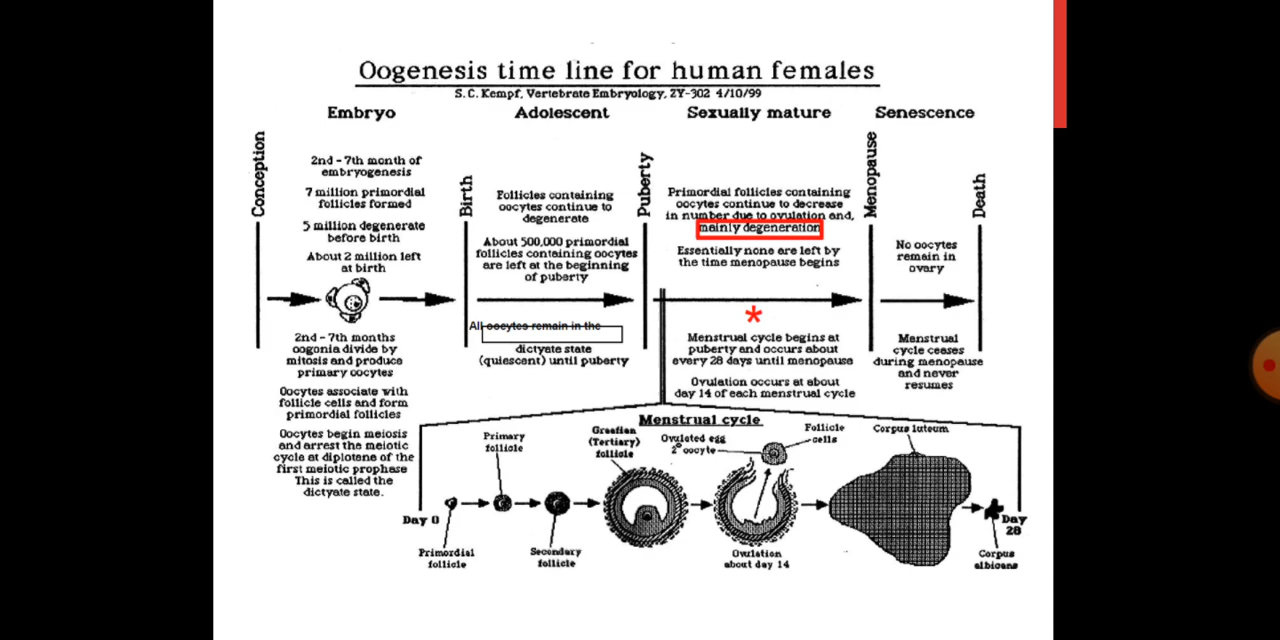 Oogenesis time line for human females
S.C. Kempf, Vertebrate Embryology, ZY-302 4/10/99
Embryo
Adolescent
Sexually mature
Senescence
Conception
2nd - 7th month of
embryogenesis
7 million primordial
follicles formed
5 million degenerate
before birth
About 2 million left
at birth
2nd - 7th months
oogonia divide by
mitosis and produce
primary oocytes
Oocytes associate with
follicle cells and form
primordial follicles
Oocytes begin meiosis
and arrest the meiotic
cycle at diplotene of the
first meiotic prophase
This is called the
dictyate state.
Birth
Follicles containing
oocytes continue to
degenerate
About 500,000 primordial
follicles containing oocytes
are left at the beginning
of puberty
All oocytes remain in the
dictyate state
(quiescent) until puberty
Puberty
Primordial follicles containing
oocytes continue to decrease
in number due to ovulation and,
mainly degeneration
Essentially none are left by
the time menopause begins
*
Menstrual cycle begins at
puberty and occurs about
every 28 days until menopause
Ovulation occurs at about
day 14 of each menstrual cycle
Menopause
No oocytes
remain in
ovary
Menstrual
cycle ceases
during menopause
and never
resumes
Death
Menstrual cycle
Day 0
Primordial
follicle
Primary
follicle
Secondary
follicle
Graafian
(Tertiary)
follicle
Ovulated egg
2° oocyte
Follicle
cells
Ovulation
about day 14
Corpus luteum
Corpus
albicans
Day
28